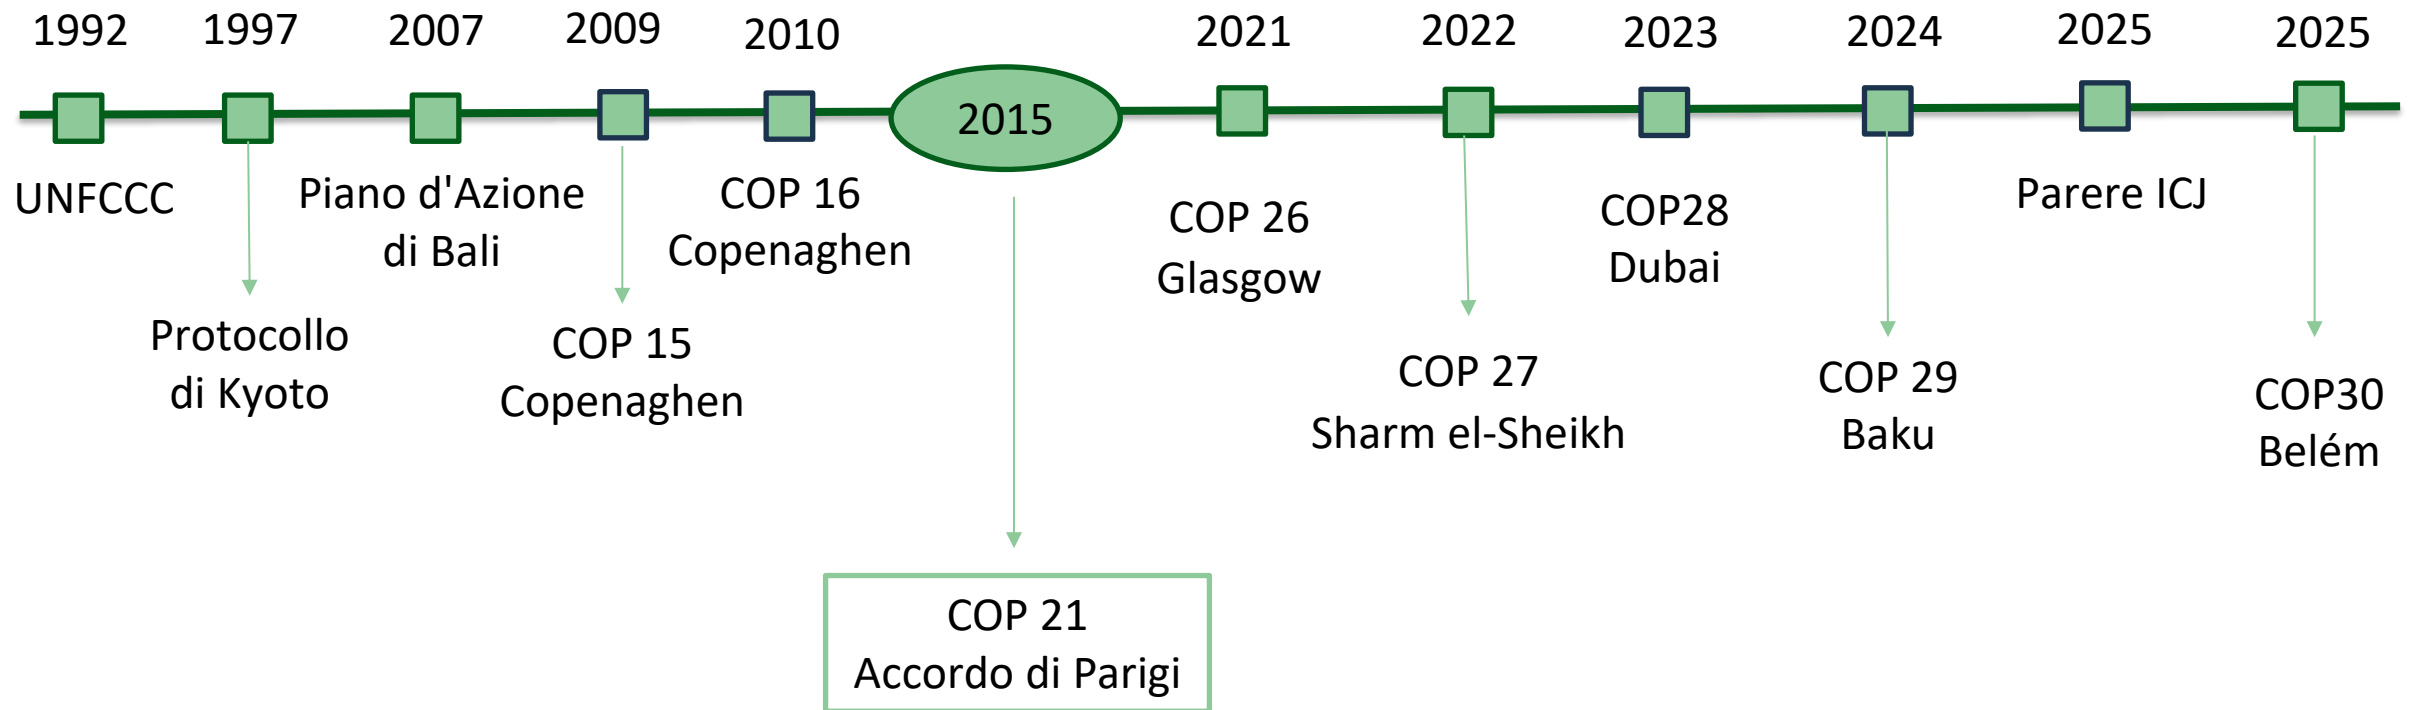 1992
1997
2007
2009
2010
2015
2021
2022
2023
2024
2025
2025
UNFCCC
Protocollo
di Kyoto
Piano d'Azione
di Bali
COP 15
Copenaghen
COP 16
Copenaghen
COP 21
Accordo di Parigi
COP 26
Glasgow
COP 27
Sharm el-Sheikh
COP28
Dubai
COP 29
Baku
Parere ICJ
COP30
Belém